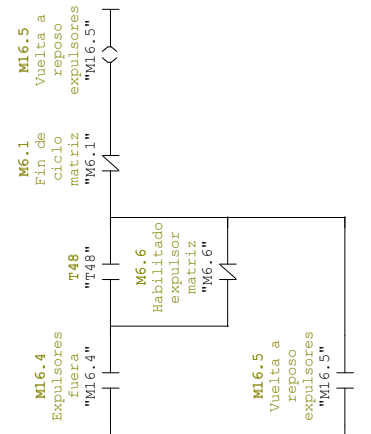 M16.5
Vuelta a
reposo
expulsores
"M16.5"
M6.1
Fin de
ciclo
matriz
"M6.1"
T48
"T48"
M6.6
Habilitado
expulsor
matriz
"M6.6"
M16.4
Expulsores
fuera
"M16.4"
M16.5
Vuelta a
reposo
expulsores
"M16.5"